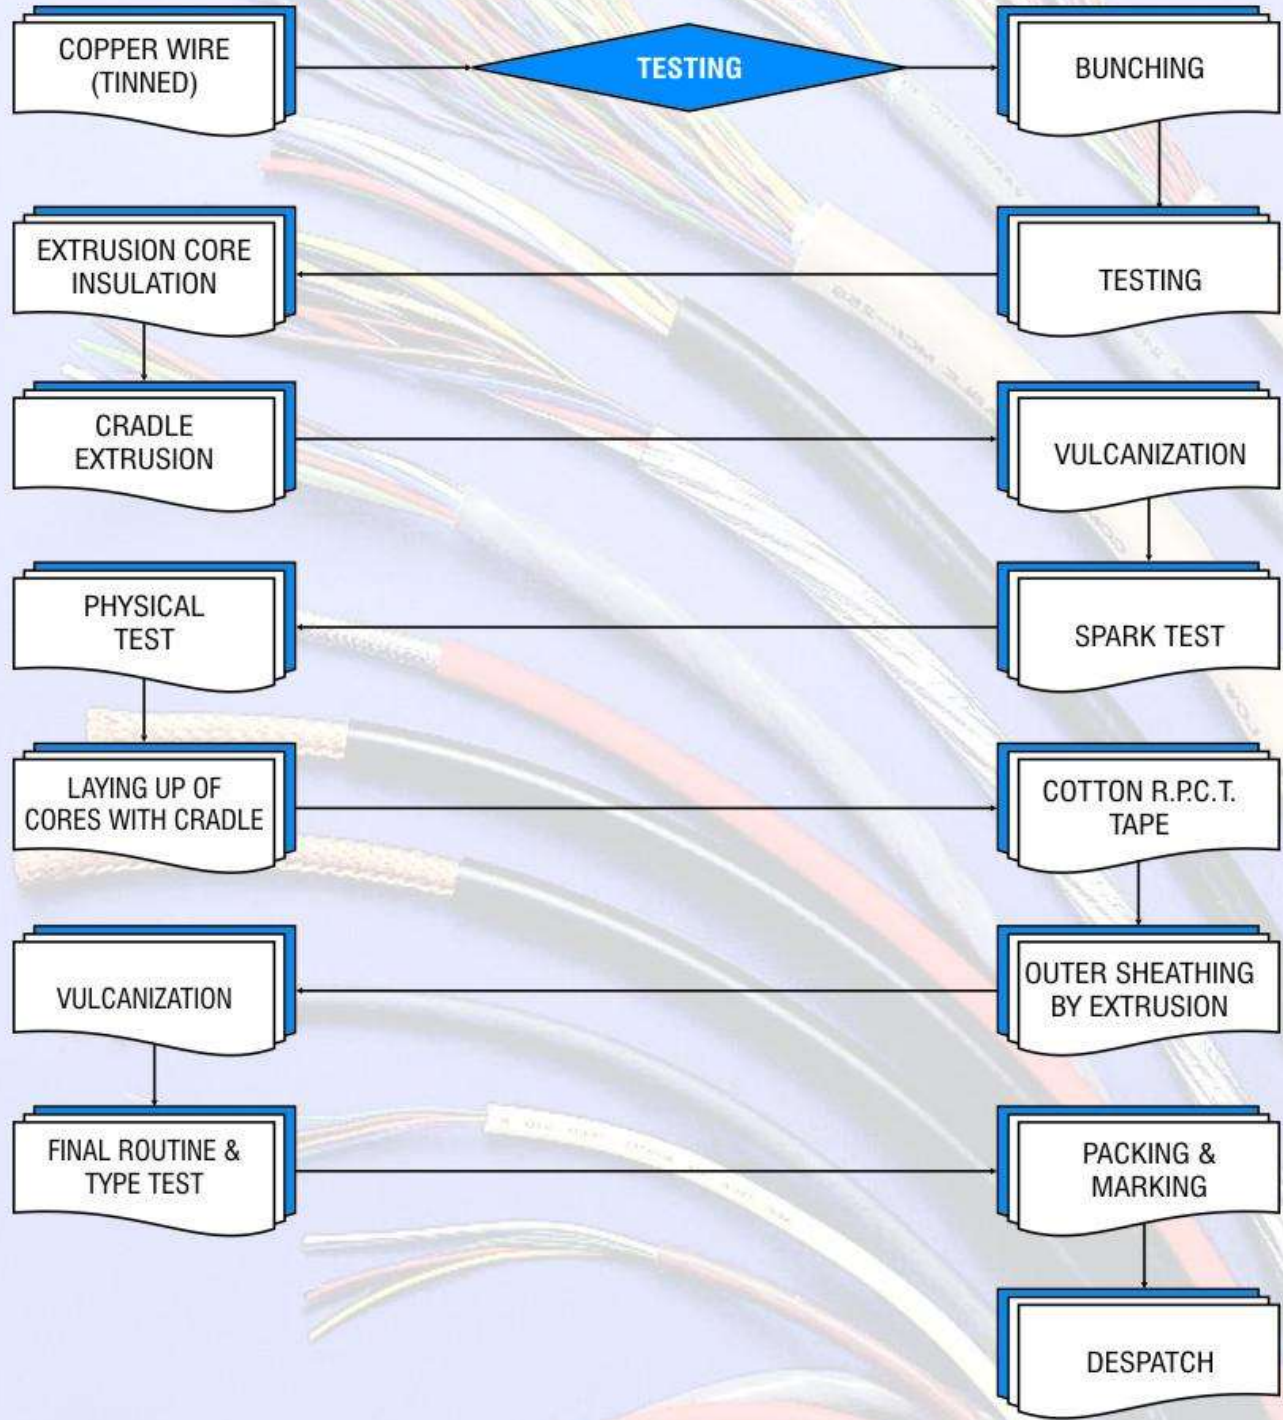 COPPER WIRE
(TINNED)
TESTING
BUNCHING
EXTRUSION CORE
INSULATION
TESTING
CRADLE
EXTRUSION
VULCANIZATION
PHYSICAL
TEST
SPARK TEST
LAYING UP OF
CORES WITH CRADLE
COTTON R.P.C.T.
TAPE
VULCANIZATION
OUTER SHEATHING
BY EXTRUSION
FINAL ROUTINE &
TYPE TEST
PACKING &
MARKING
DESPATCH